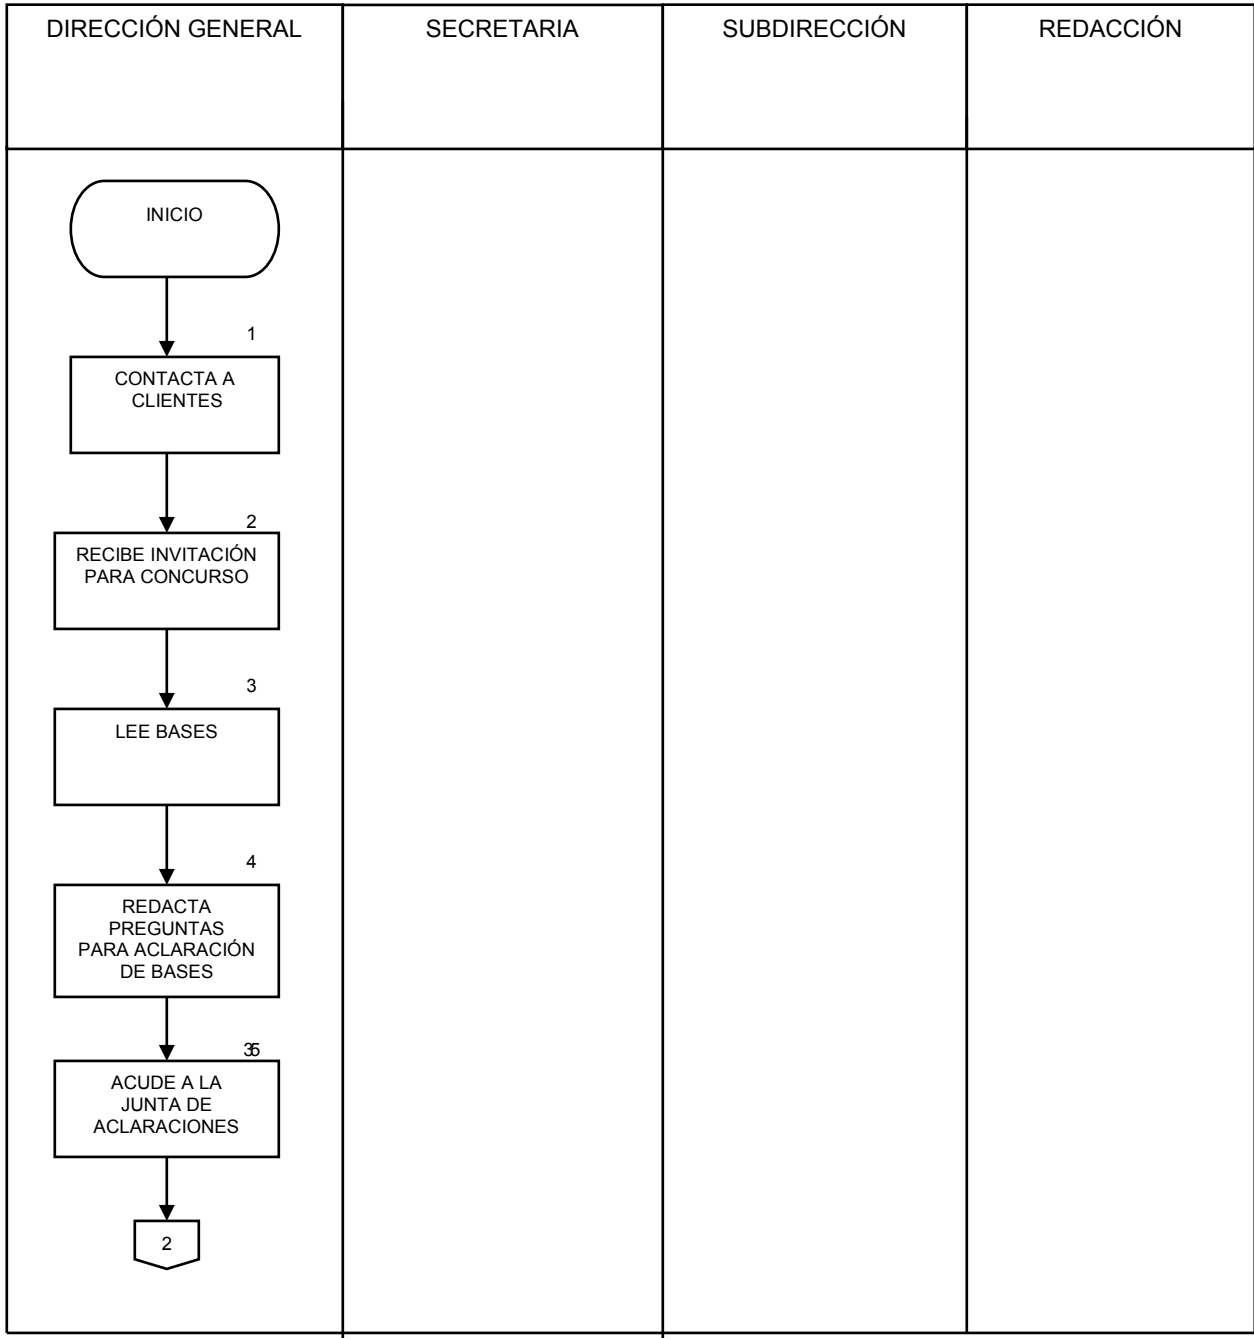 DIRECCIÓN GENERAL
SECRETARIA
SUBDIRECCIÓN
REDACCIÓN
INICIO
1
CONTACTA A
CLIENTES
2
RECIBE INVITACIÓN
PARA CONCURSO
3
LEE BASES
4
REDACTA
PREGUNTAS
PARA ACLARACIÓN
DE BASES
35
ACUDE A LA
JUNTA DE
ACLARACIONES
2